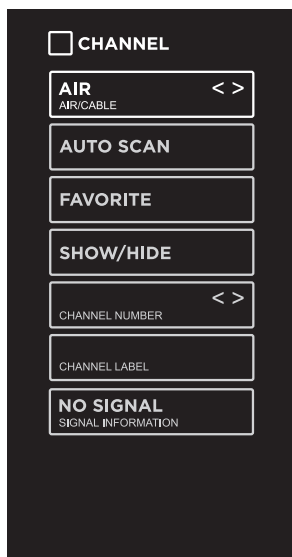 CHANNEL
AIR < >
AIR/CABLE
AUTO SCAN
FAVORITE
SHOW/HIDE
< >
CHANNEL NUMBER
CHANNEL LABEL
NO SIGNAL
SIGNAL INFORMATION